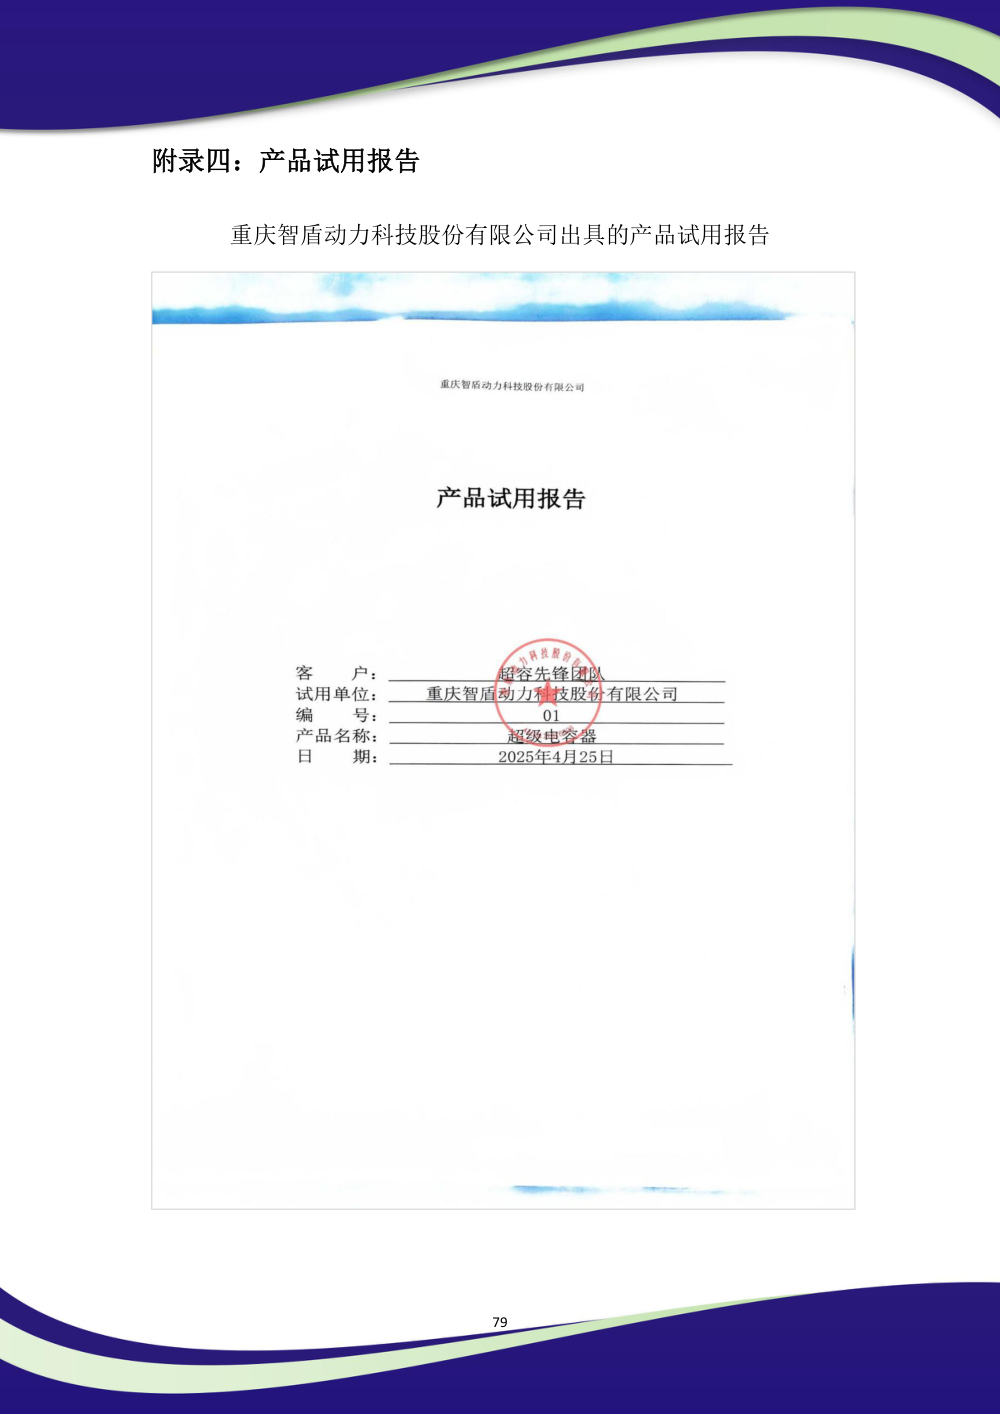 附录四：产品试用报告
重庆智盾动力科技股份有限公司出具的产品试用报告
重庆智盾动力科技股份有限公司
产品试用报告
客 户： 超容先锋团队
试用单位： 重庆智盾动力科技股份有限公司
编 号： 01
产品名称： 超级电容器
日 期： 2025年4月25日
79